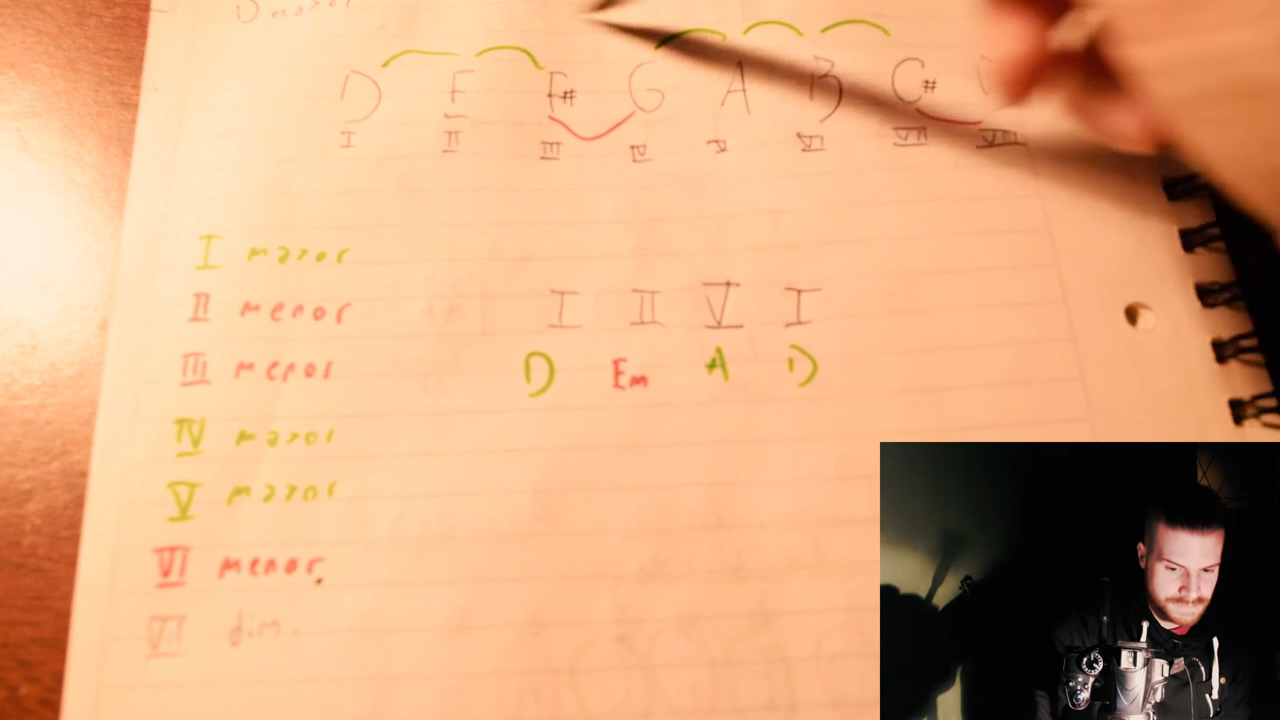 D mayor
D E F# G A B C#
I II III IV V VI VII VIII
I mayor
II menor
III menor
IV mayor
V mayor
VI menor.
VII dim.
I II V I
D Em A D